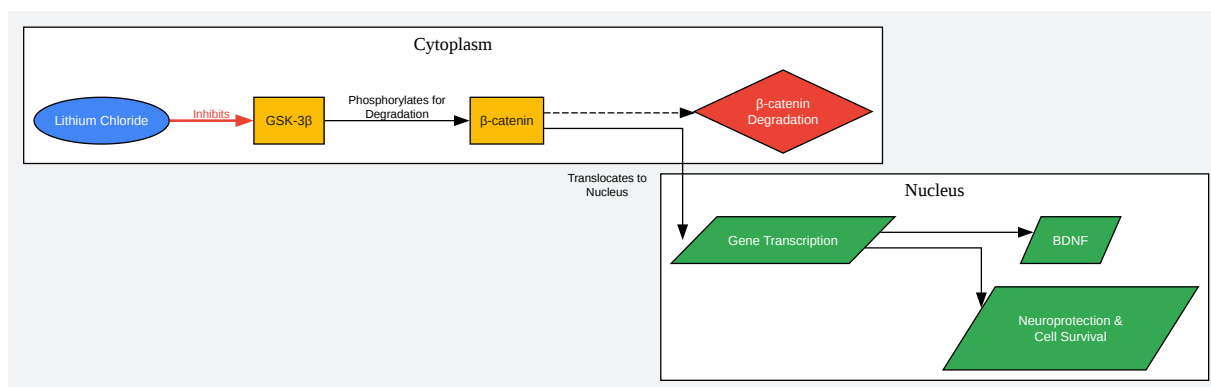 Cytoplasm
Lithium Chloride
Inhibits
GSK-3β
Phosphorylates for
Degradation
β-catenin
β-catenin
Degradation
Translocates to
Nucleus
Nucleus
Gene Transcription
BDNF
Neuroprotection &
Cell Survival